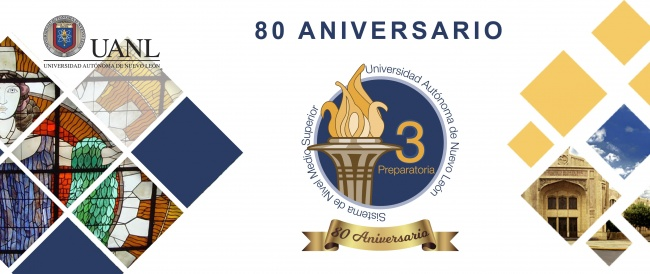 80 ANIVERSARIO
UANL
UNIVERSIDAD AUTÓNOMA DE NUEVO LEÓN
Universidad Autónoma de Nuevo León
Sistema de Nivel Medio Superior
3
Preparatoria
80 Aniversario